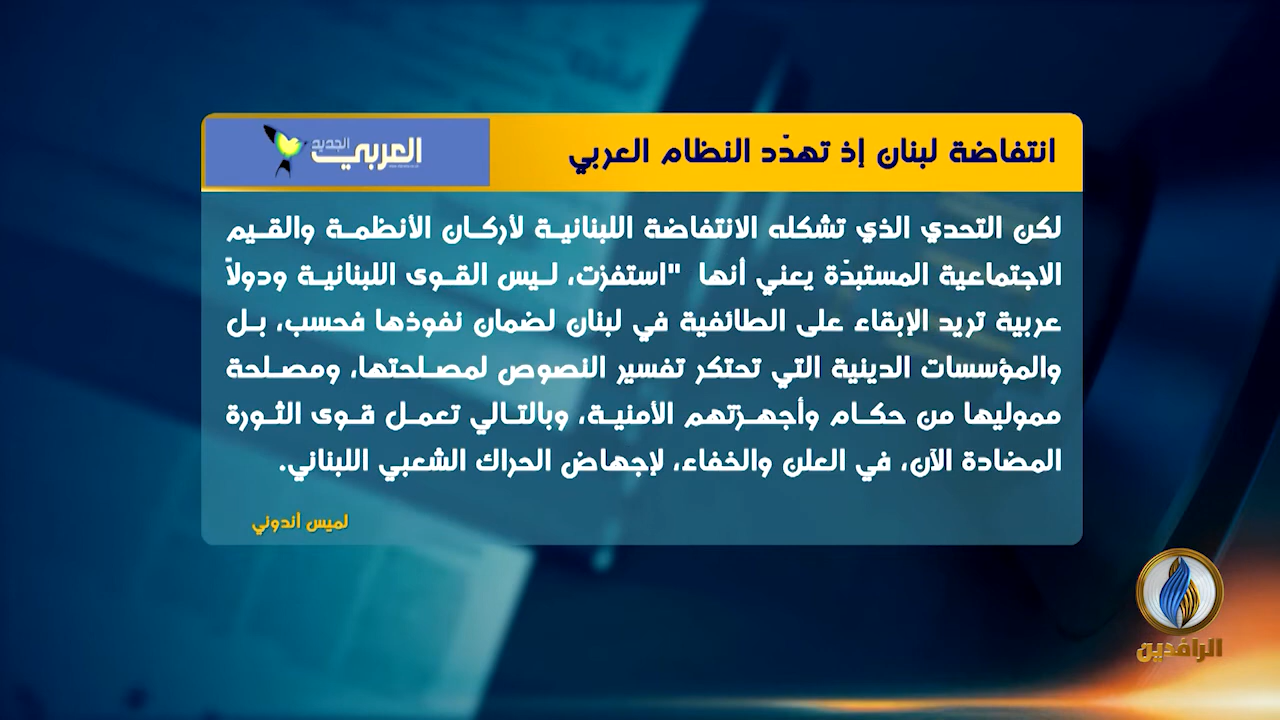 انتفاضة لبنان إذ تهدّد النظام العربي
العربي الجديد
لكن التحدي الذي تشكله الانتفاضة اللبنانية لأركان الأنظمة والقيم
الاجتماعية المستبدّة يعني أنها "استفزت، ليس القوى اللبنانية ودولاً
عربية تريد الإبقاء على الطائفية في لبنان لضمان نفوذها فحسب، بل
والمؤسسات الدينية التي تحتكر تفسير النصوص لمصلحتها، ومصلحة
مموليها من حكام وأجهزتهم الأمنية، وبالتالي تعمل قوى الثورة
المضادة الآن، في العلن والخفاء، لإجهاض الحراك الشعبي اللبناني.
لميس أندوني
الرافدين